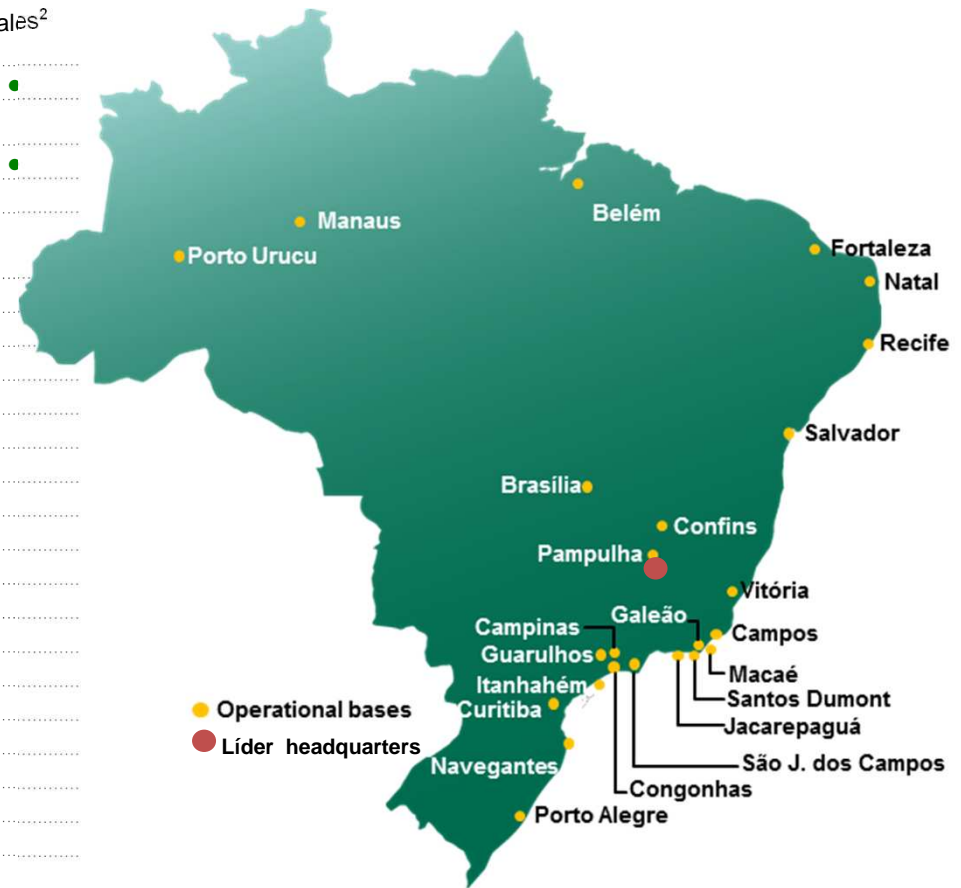 ales²
Belém
Manaus
Fortaleza
Porto Urucu
Natal
Recife
Salvador
Brasília
Confins
Pampulha
Vitória
Galeão
Campinas
Campos
Guarulhos
Macaé
Itanhahém
Santos Dumont
Operational bases
Curitiba
Jacarepaguá
Líder headquarters
São J. dos Campos
Navegantes
Congonhas
Porto Alegre